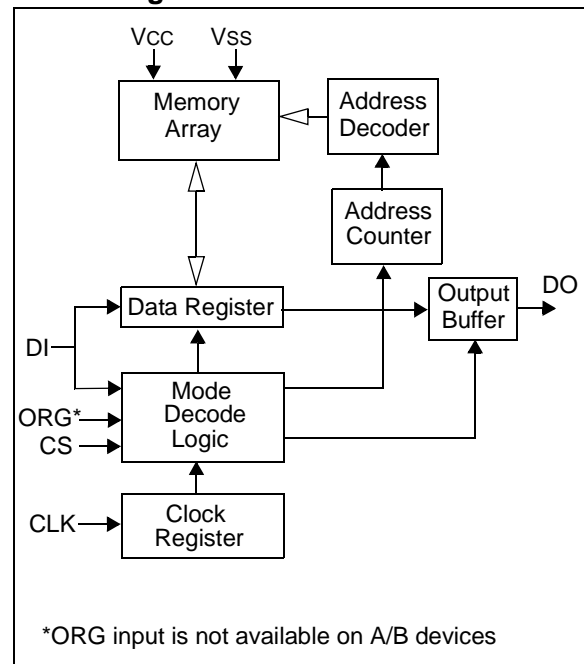 VCC
VSS
Memory
Array
Address
Decoder
Address
Counter
Data Register
Output
Buffer
DO
DI
Mode
Decode
Logic
ORG*
CS
CLK
Clock
Register
*ORG input is not available on A/B devices